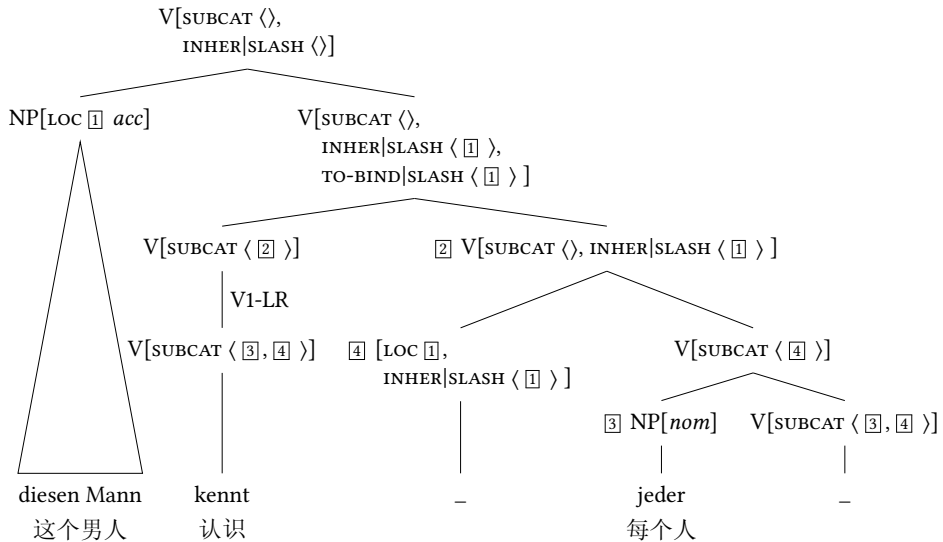 V[SUBCAT ⟨⟩,
INHER|SLASH ⟨⟩]
NP[LOC 1 acc]
V[SUBCAT ⟨⟩,
INHER|SLASH ⟨ 1 ⟩,
TO-BIND|SLASH ⟨ 1 ⟩ ]
V[SUBCAT ⟨ 2 ⟩]
2 V[SUBCAT ⟨⟩, INHER|SLASH ⟨ 1 ⟩ ]
V1-LR
V[SUBCAT ⟨ 3, 4 ⟩]
4 [LOC 1,
INHER|SLASH ⟨ 1 ⟩ ]
V[SUBCAT ⟨ 4 ⟩]
3 NP[nom]
V[SUBCAT ⟨ 3, 4 ⟩]
diesen Mann kennt _ jeder _
这个男人 认识 每个人